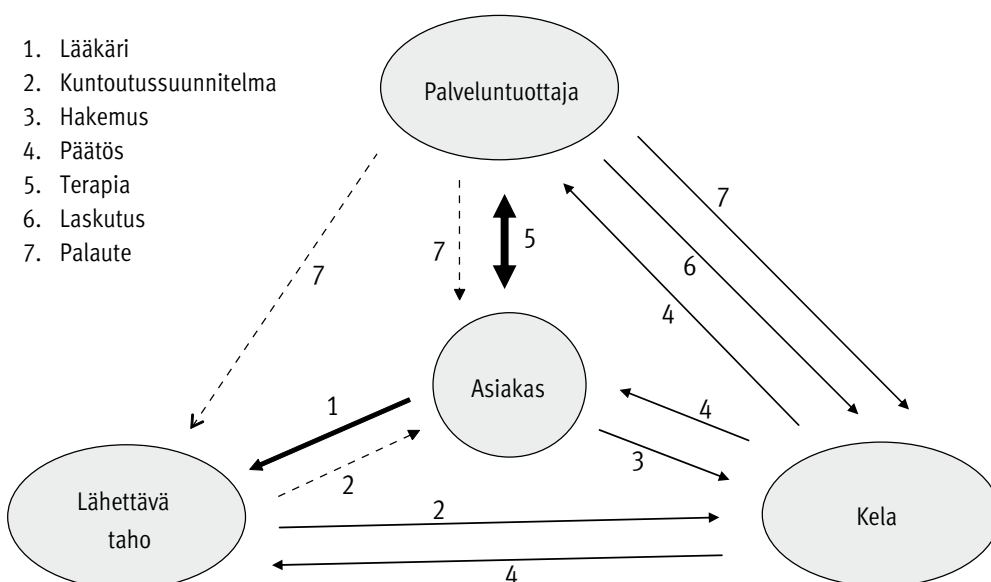 1. Lääkäri
2. Kuntoutussuunnitelma
3. Hakemus
4. Päätös
5. Terapia
6. Laskutus
7. Palaute
Palveluntuottaja
7
7
5
7
6
4
Asiakas
1
4
3
2
2
Lähettävä
taho
Kela
4